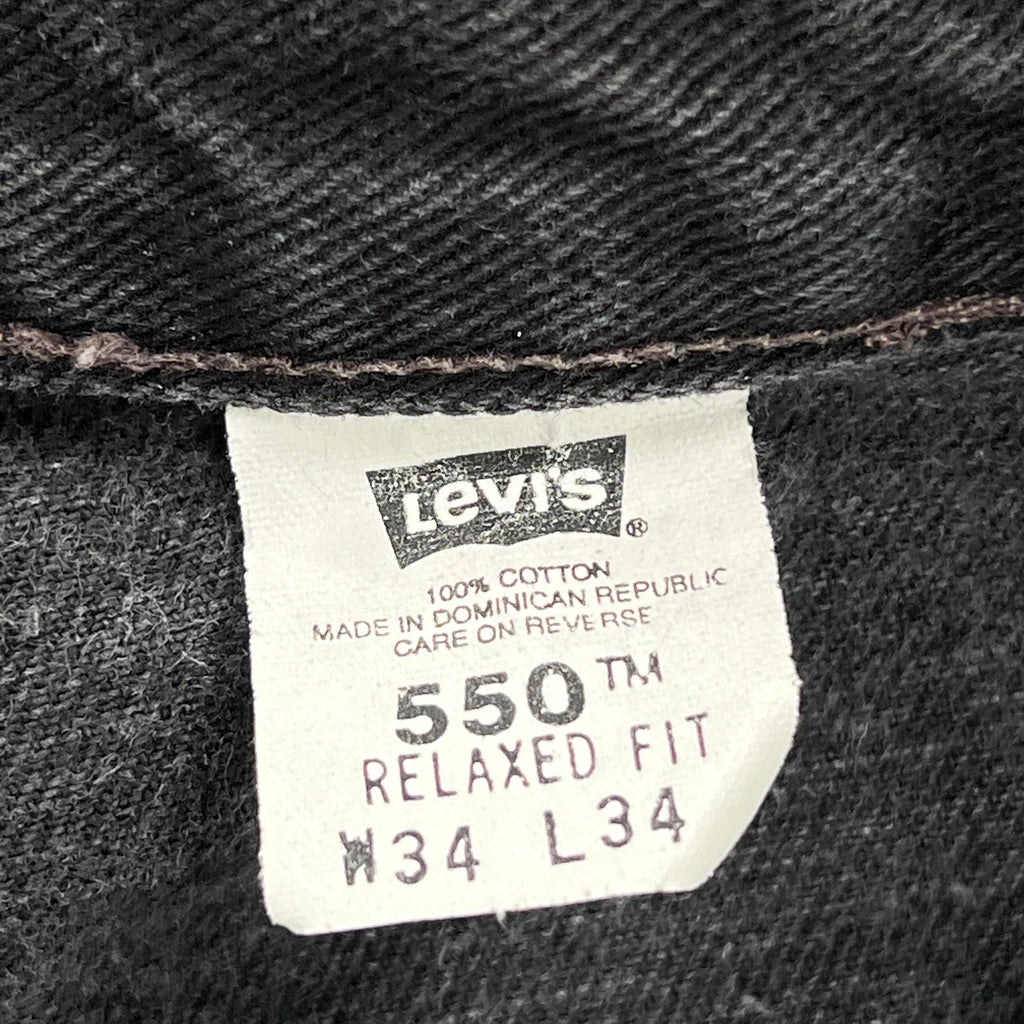 Levi's ®
100% COTTON
MADE IN DOMINICAN REPUBLIC
CARE ON REVERSE
550™
RELAXED FIT
W34 L34